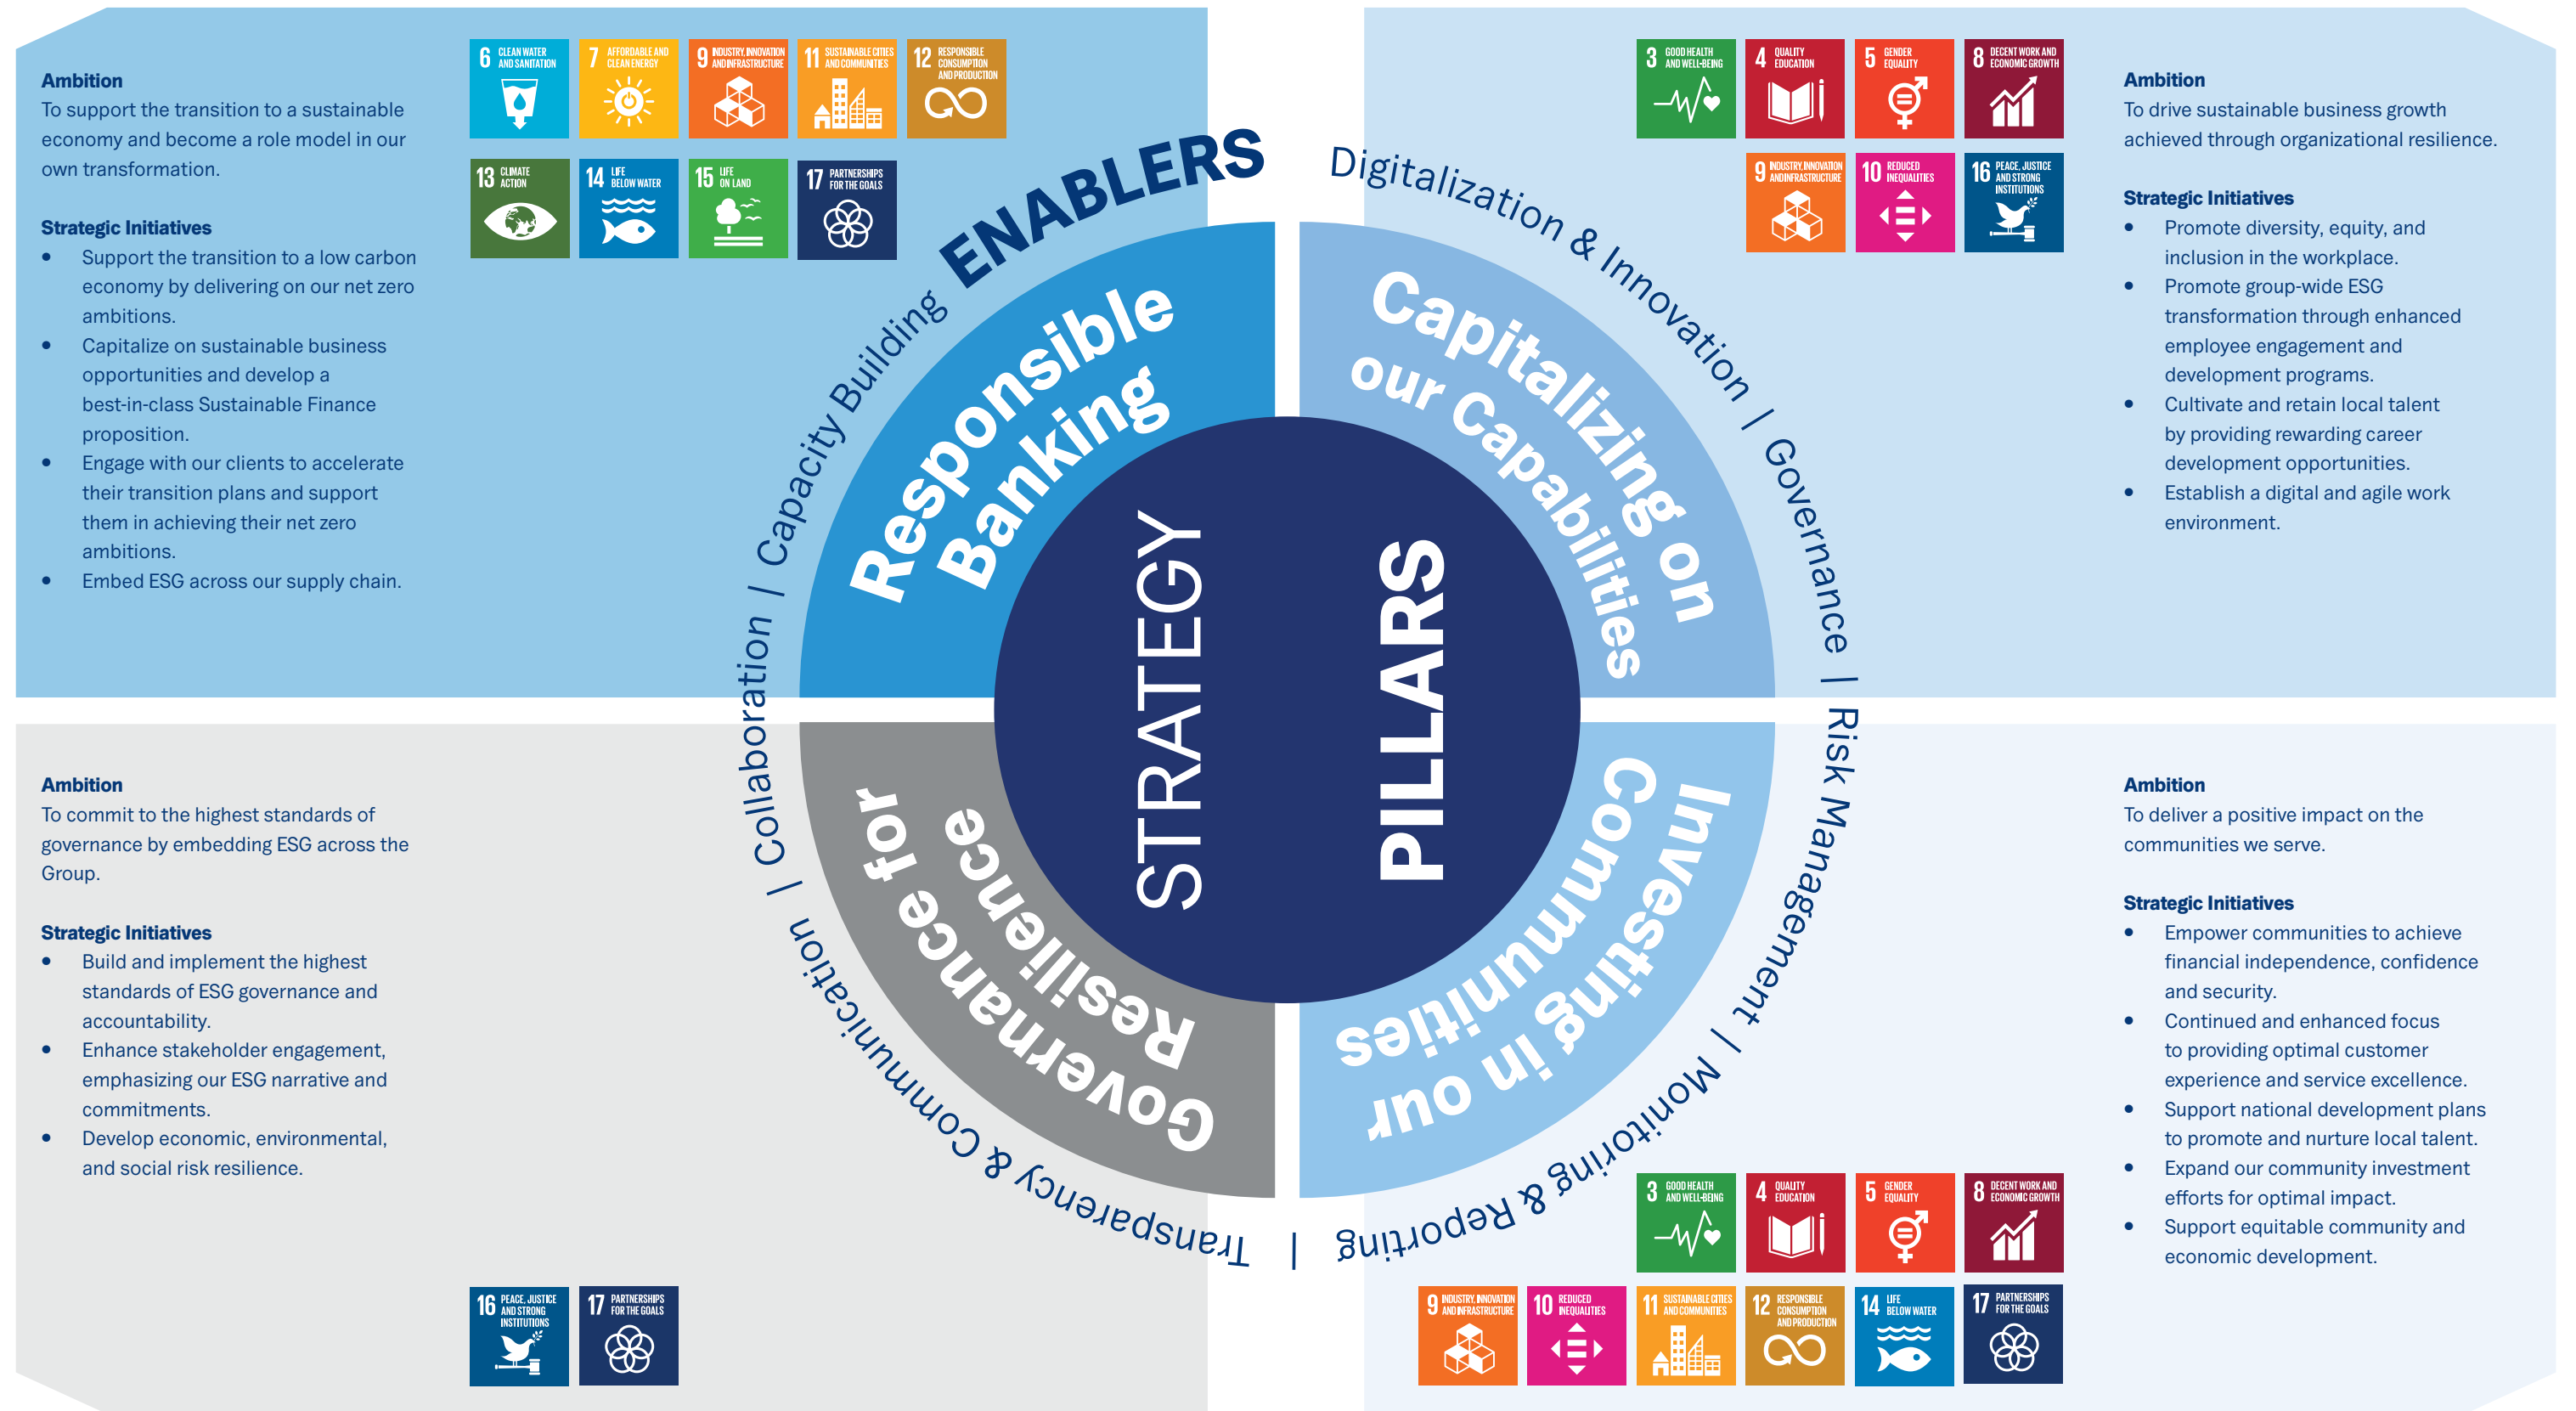 Ambition
To support the transition to a sustainable
economy and become a role model in our
own transformation.
Strategic Initiatives
• Support the transition to a low carbon
economy by delivering on our net zero
ambitions.
• Capitalize on sustainable business
opportunities and develop a
best-in-class Sustainable Finance
proposition.
• Engage with our clients to accelerate
their transition plans and support
them in achieving their net zero
ambitions.
• Embed ESG across our supply chain.
6 CLEAN WATER
AND SANITATION
7 AFFORDABLE AND
CLEAN ENERGY
9 INDUSTRY, INNOVATION
AND INFRASTRUCTURE
11 SUSTAINABLE CITIES
AND COMMUNITIES
12 RESPONSIBLE
CONSUMPTION
AND PRODUCTION
13 CLIMATE
ACTION
14 LIFE
BELOW WATER
15 LIFE
ON LAND
17 PARTNERSHIPS
FOR THE GOALS
3 GOOD HEALTH
AND WELL-BEING
4 QUALITY
EDUCATION
5 GENDER
EQUALITY
8 DECENT WORK AND
ECONOMIC GROWTH
9 INDUSTRY, INNOVATION
AND INFRASTRUCTURE
10 REDUCED
INEQUALITIES
16 PEACE, JUSTICE
AND STRONG
INSTITUTIONS
Ambition
To drive sustainable business growth
achieved through organizational resilience.
Strategic Initiatives
• Promote diversity, equity, and
inclusion in the workplace.
• Promote group-wide ESG
transformation through enhanced
employee engagement and
development programs.
• Cultivate and retain local talent
by providing rewarding career
development opportunities.
• Establish a digital and agile work
environment.
ENABLERS
Digitalization & Innovation | Governance | Risk Management | Monitoring & Reporting | Transparency & Communication | Collaboration | Capacity Building
Responsible
Banking
Capitalizing on
our Capabilities
STRATEGY
PILLARS
Governance for
Resilience
Investing in our
Communities
Ambition
To commit to the highest standards of
governance by embedding ESG across the
Group.
Strategic Initiatives
• Build and implement the highest
standards of ESG governance and
accountability.
• Enhance stakeholder engagement,
emphasizing our ESG narrative and
commitments.
• Develop economic, environmental,
and social risk resilience.
16 PEACE, JUSTICE
AND STRONG
INSTITUTIONS
17 PARTNERSHIPS
FOR THE GOALS
Ambition
To deliver a positive impact on the
communities we serve.
Strategic Initiatives
• Empower communities to achieve
financial independence, confidence
and security.
• Continued and enhanced focus
to providing optimal customer
experience and service excellence.
• Support national development plans
to promote and nurture local talent.
• Expand our community investment
efforts for optimal impact.
• Support equitable community and
economic development.
3 GOOD HEALTH
AND WELL-BEING
4 QUALITY
EDUCATION
5 GENDER
EQUALITY
8 DECENT WORK AND
ECONOMIC GROWTH
9 INDUSTRY, INNOVATION
AND INFRASTRUCTURE
10 REDUCED
INEQUALITIES
11 SUSTAINABLE CITIES
AND COMMUNITIES
12 RESPONSIBLE
CONSUMPTION
AND PRODUCTION
14 LIFE
BELOW WATER
17 PARTNERSHIPS
FOR THE GOALS